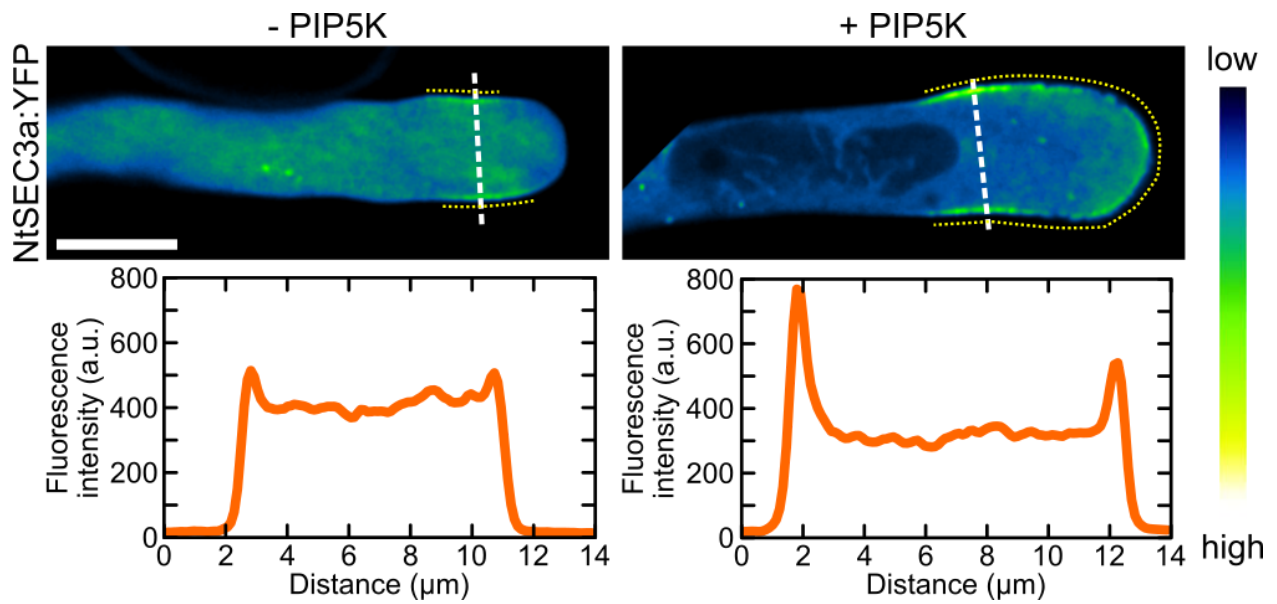 - PIP5K
+ PIP5K
NtSEC3a:YFP
low
high
800
600
400
200
0
Fluorescence
intensity (a.u.)
0 2 4 6 8 10 12 14
Distance (µm)
800
600
400
200
0
Fluorescence
intensity (a.u.)
0 2 4 6 8 10 12 14
Distance (µm)